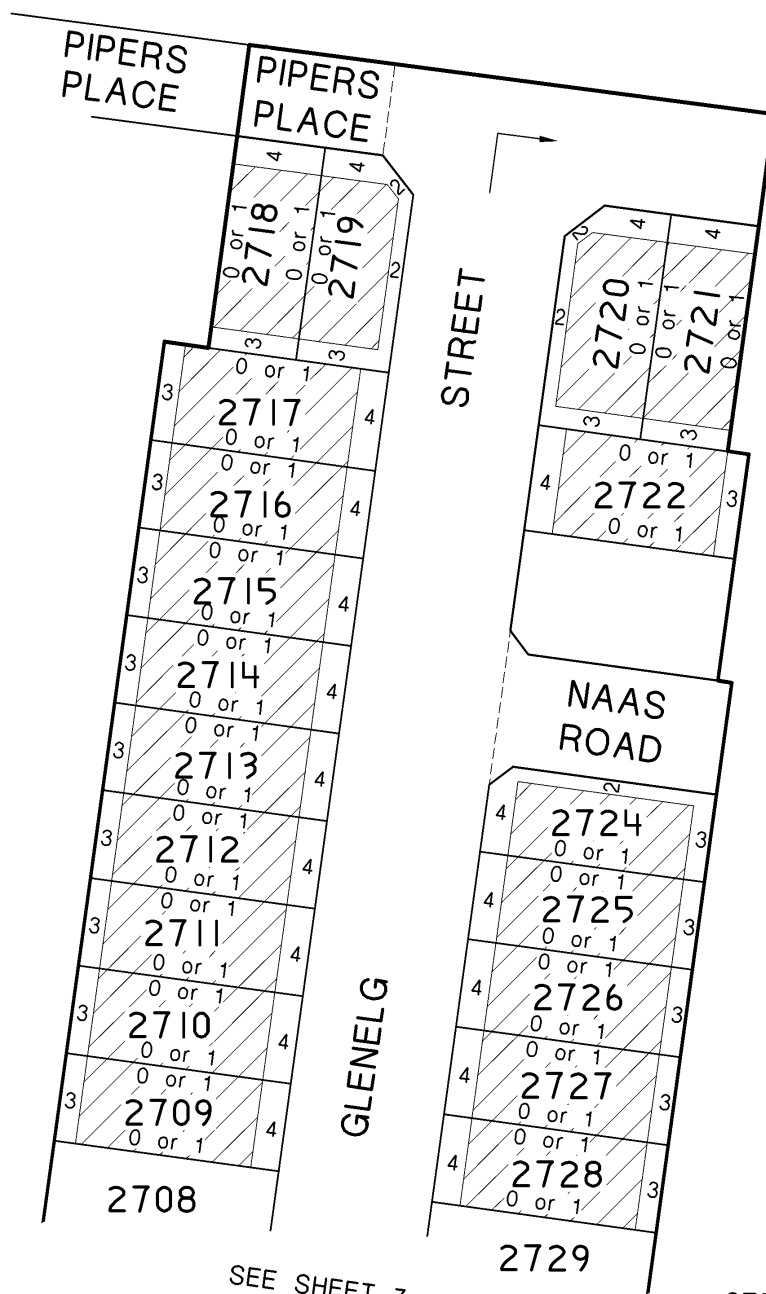 PIPERS
PLACE
PIPERS
PLACE
4
4
2
2718
0 or 1
0 or 1
2719
0 or 1
2
3
3
2
4
4
2720
0 or 1
2
2721
0 or 1
0 or 1
3
3
STREET
0 or 1
3
2717
4
0 or 1
0 or 1
4
2722
3
0 or 1
0 or 1
3
2716
4
0 or 1
0 or 1
3
2715
4
0 or 1
0 or 1
3
2714
4
0 or 1
NAAS
ROAD
0 or 1
3
2713
4
0 or 1
2
4
2724
3
0 or 1
0 or 1
3
2712
4
0 or 1
0 or 1
4
2725
3
0 or 1
0 or 1
3
2711
4
0 or 1
0 or 1
4
2726
3
0 or 1
0 or 1
3
2710
4
0 or 1
GLENELG
0 or 1
4
2727
3
0 or 1
0 or 1
3
2709
4
0 or 1
0 or 1
4
2728
3
0 or 1
2708
2729
SEE SHEET